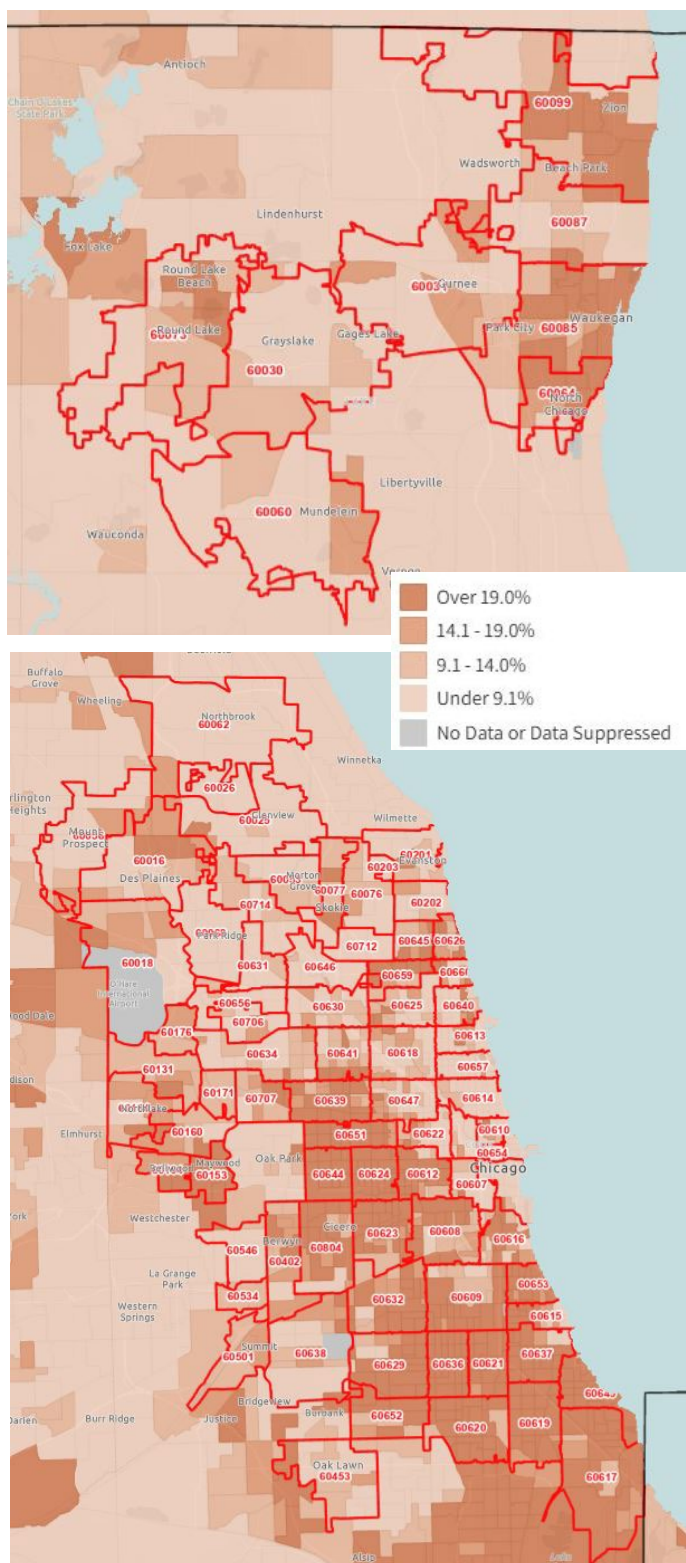 Antioch
Chain O'Lakes
State Park
60099
Zion
Wadsworth
Beach Park
Lindenhurst
60087
Fox Lake
Round Lake
Beach
Gurnee
Waukegan
Round Lake
60073
Grayslake
Gages Lake
Park City
60085
60030
60064
North
Chicago
Libertyville
60060
Mundelein
Wauconda
Over 19.0%
14.1 - 19.0%
9.1 - 14.0%
Under 9.1%
No Data or Data Suppressed
Buffalo
Grove
Wheeling
Northbrook
60062
Winnetka
60026
Glenview
60025
Wilmette
Mount
Prospect
60016
Des Plaines
60201
Evanston
60203
Morton
Grove
60077
60076
Skokie
60202
60714
Park Ridge
60712
60645
60626
60018
60631
60646
60659
60660
O'Hare
International
Airport
60656
60630
60625
60640
60706
60176
60613
60634
60641
60618
60131
60657
60171
60707
60639
60647
60614
Northlake
60160
60651
60622
60610
Elmhurst
60654
Oak Park
Maywood
60153
60644
60624
60612
Chicago
60607
Westchester
60546
Berwyn
Cicero
60402
60804
60623
60608
60616
La Grange
Park
60534
60632
60609
60653
60615
Western
Springs
Summit
60501
60638
60629
60636
60621
60637
Bridgeview
Burbank
Burr Ridge
Justice
60652
60620
60619
60617
Oak Lawn
60453
Alsip